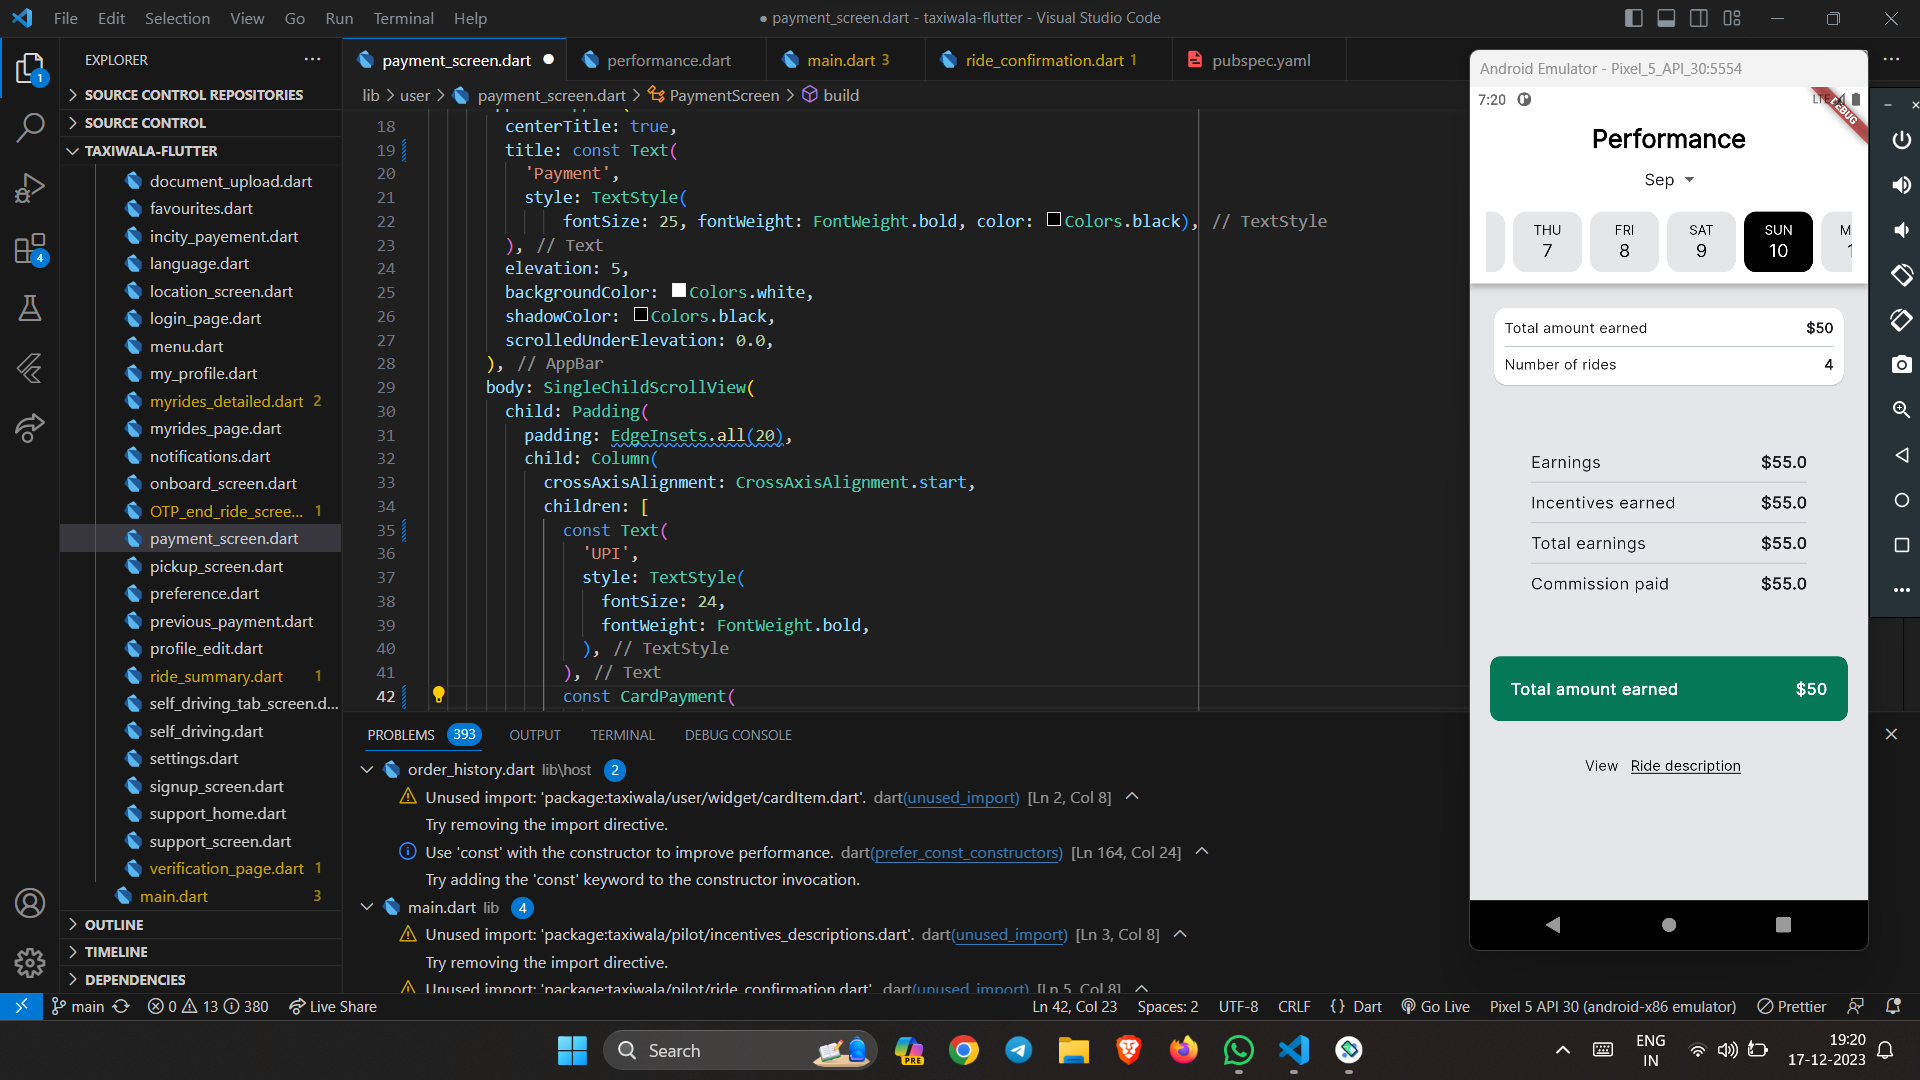 File Edit Selection View Go Run Terminal Help
● payment_screen.dart - taxiwala-flutter - Visual Studio Code
EXPLORER
SOURCE CONTROL REPOSITORIES
SOURCE CONTROL
TAXIWALA-FLUTTER
document_upload.dart
favourites.dart
incity_payement.dart
language.dart
location_screen.dart
login_page.dart
menu.dart
my_profile.dart
myrides_detailed.dart 2
myrides_page.dart
notifications.dart
onboard_screen.dart
OTP_end_ride_scree... 1
payment_screen.dart
pickup_screen.dart
preference.dart
previous_payment.dart
profile_edit.dart
ride_summary.dart 1
self_driving_tab_screen.d...
self_driving.dart
settings.dart
signup_screen.dart
support_home.dart
support_screen.dart
verification_page.dart 1
main.dart 3
OUTLINE
TIMELINE
DEPENDENCIES
1
4
payment_screen.dart performance.dart main.dart 3 ride_confirmation.dart 1 pubspec.yaml
lib > user > payment_screen.dart > PaymentScreen > build
18 centerTitle: true,
19 title: const Text(
20 'Payment',
21 style: TextStyle(
22 fontSize: 25, fontWeight: FontWeight.bold, color: Colors.black), // TextStyle
23 ), // Text
24 elevation: 5,
25 backgroundColor: Colors.white,
26 shadowColor: Colors.black,
27 scrolledUnderElevation: 0.0,
28 ), // AppBar
29 body: SingleChildScrollView(
30 child: Padding(
31 padding: EdgeInsets.all(20),
32 child: Column(
33 crossAxisAlignment: CrossAxisAlignment.start,
34 children: [
35 const Text(
36 'UPI',
37 style: TextStyle(
38 fontSize: 24,
39 fontWeight: FontWeight.bold,
40 ), // TextStyle
41 ), // Text
42 const CardPayment(
PROBLEMS 393 OUTPUT TERMINAL DEBUG CONSOLE
order_history.dart lib\host 2
Unused import: 'package:taxiwala/user/widget/cardItem.dart'. dart(unused_import) [Ln 2, Col 8]
Try removing the import directive.
Use 'const' with the constructor to improve performance. dart(prefer_const_constructors) [Ln 164, Col 24]
Try adding the 'const' keyword to the constructor invocation.
main.dart lib 4
Unused import: 'package:taxiwala/pilot/incentives_descriptions.dart'. dart(unused_import) [Ln 3, Col 8]
Try removing the import directive.
Unused import: 'package:taxiwala/pilot/ride_confirmation.dart'. dart(unused_import) [Ln 5, Col 8]
Android Emulator - Pixel_5_API_30:5554
7:20 LTE
DEBUG
Performance
Sep
THU FRI SAT SUN M
7 8 9 10 1
Total amount earned $50
Number of rides 4
Earnings $55.0
Incentives earned $55.0
Total earnings $55.0
Commission paid $55.0
Total amount earned $50
View Ride description
main 0 13 380 Live Share
Ln 42, Col 23 Spaces: 2 UTF-8 CRLF {} Dart Go Live Pixel 5 API 30 (android-x86 emulator) Prettier
Search
PRE
ENG
IN
19:20
17-12-2023